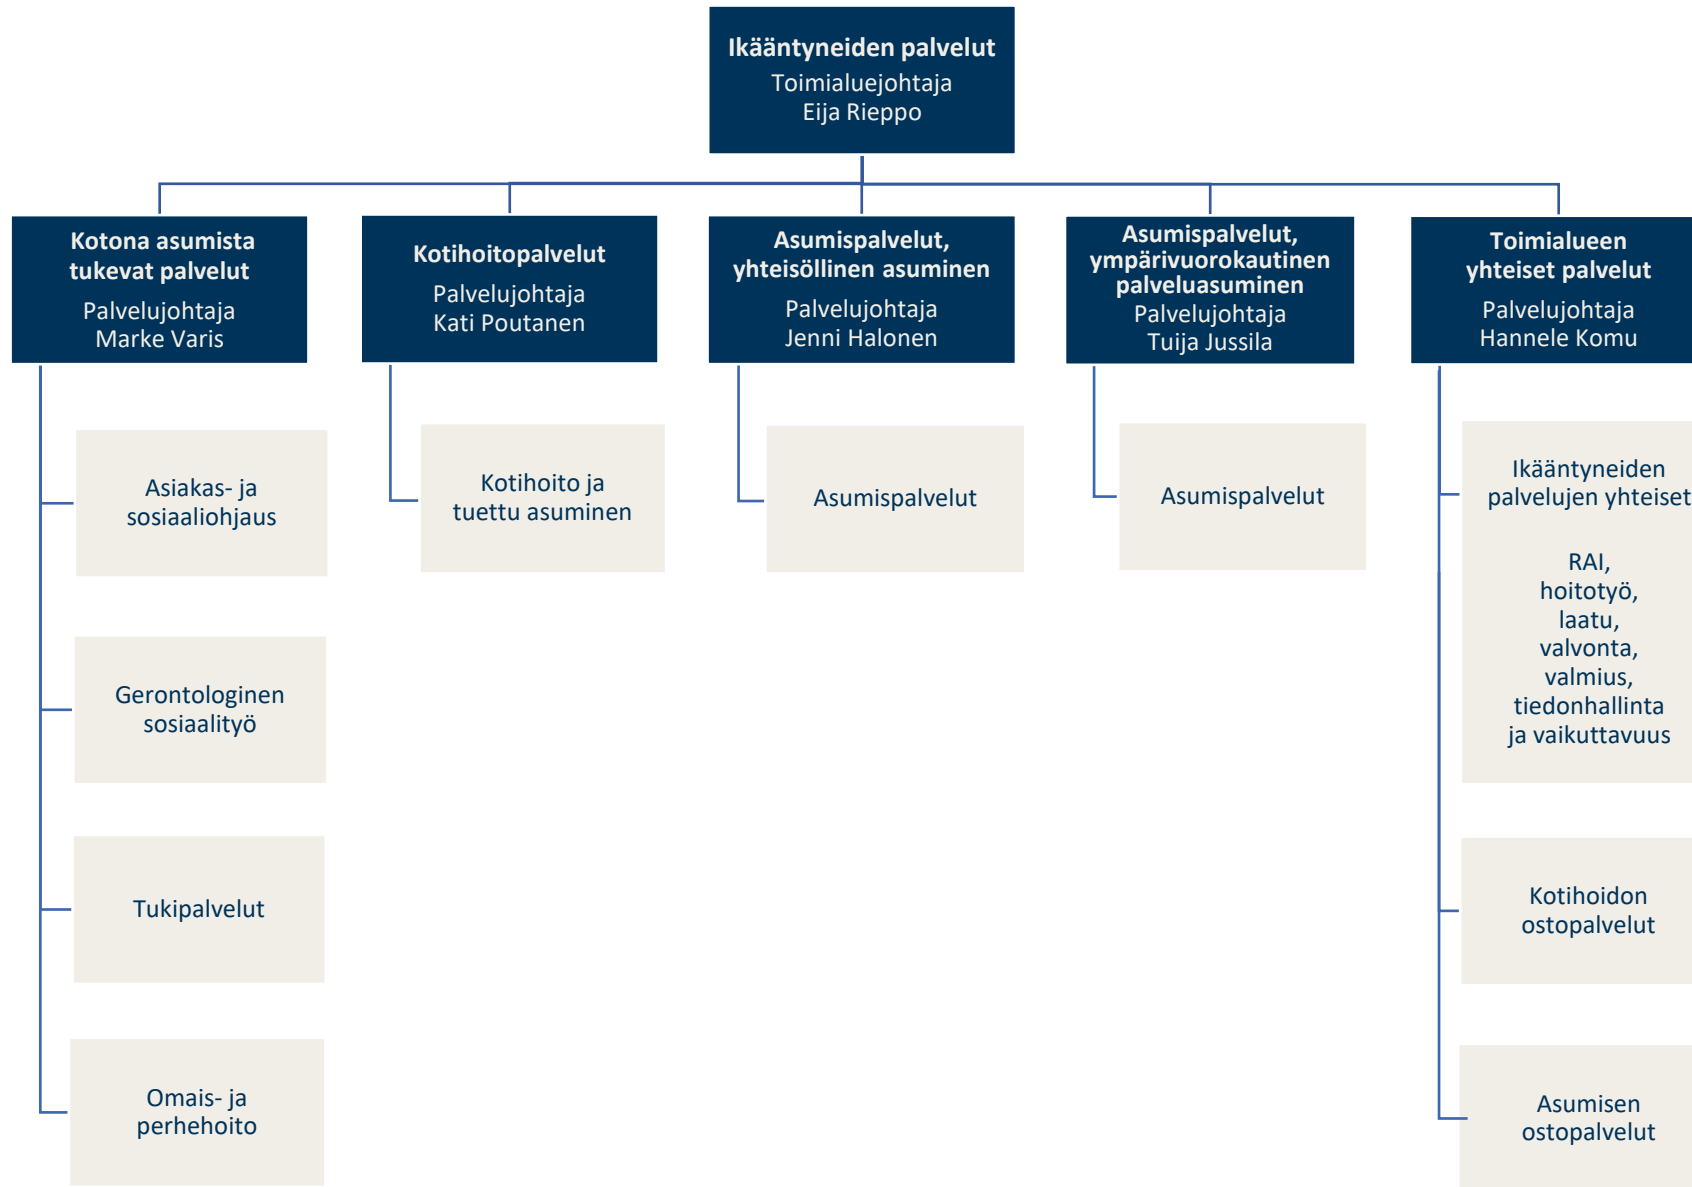 Ikääntyneiden palvelut
Toimialuejohtaja
Eija Rieppo
Kotona asumista
tukevat palvelut
Palvelujohtaja
Marke Varis
Kotihoitopalvelut
Palvelujohtaja
Kati Poutanen
Asumispalvelut,
yhteisöllinen asuminen
Palvelujohtaja
Jenni Halonen
Asumispalvelut,
ympärivuorokautinen
palveluasuminen
Palvelujohtaja
Tuija Jussila
Toimialueen
yhteiset palvelut
Palvelujohtaja
Hannele Komu
Asiakas- ja
sosiaaliohjaus
Gerontologinen
sosiaalityö
Tukipalvelut
Omais- ja
perhehoito
Kotihoito ja
tuettu asuminen
Asumispalvelut
Asumispalvelut
Ikääntyneiden
palvelujen yhteiset
RAI,
hoitotyö,
laatu,
valvonta,
valmius,
tiedonhallinta
ja vaikuttavuus
Kotihoidon
ostopalvelut
Asumisen
ostopalvelut